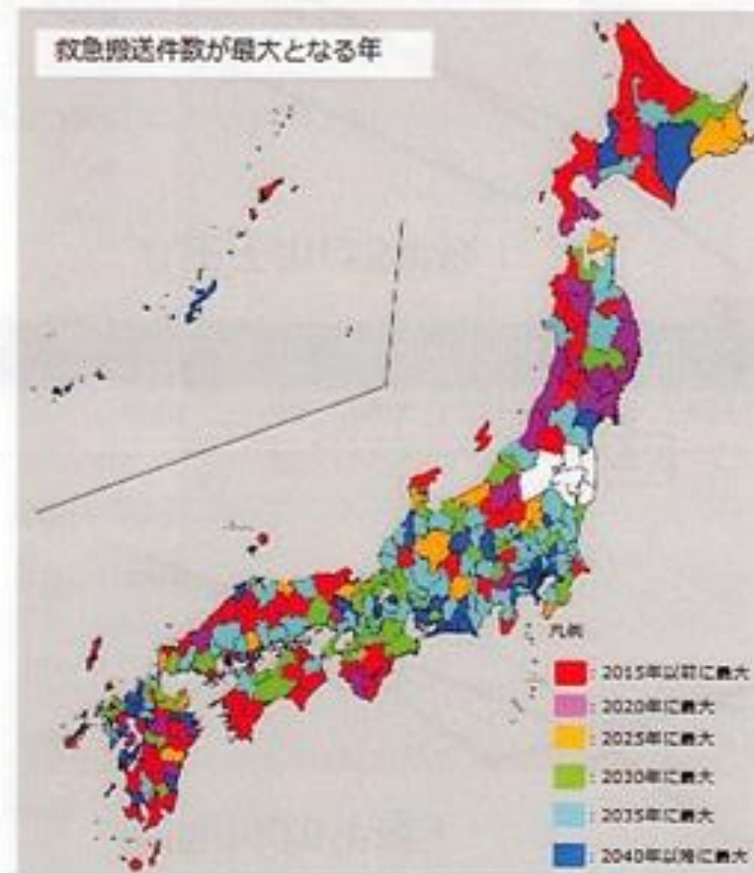 救急搬送件数が最大となる年
凡例
: 2015年以前に最大
: 2020年に最大
: 2025年に最大
: 2030年に最大
: 2035年に最大
: 2040年以降に最大